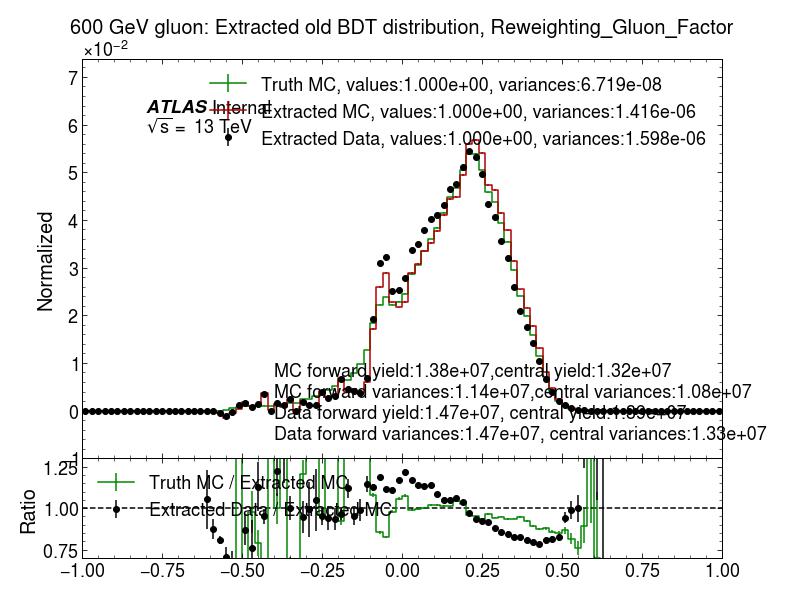 600 GeV gluon: Extracted old BDT distribution, Reweighting_Gluon_Factor
×10⁻²
Truth MC, values:1.000e+00, variances:6.719e-08
ATLAS Internal
Extracted MC, values:1.000e+00, variances:1.416e-06
√s = 13 TeV
Extracted Data, values:1.000e+00, variances:1.598e-06
7
6
5
4
3
2
1
0
Normalized
MC forward yield:1.38e+07,central yield:1.32e+07
MC forward variances:1.14e+07,central variances:1.08e+07
Data forward yield:1.47e+07, central yield:
Data forward variances:1.47e+07, central variances:1.33e+07
1.25
1.00
0.75
Ratio
Truth MC / Extracted MC
Extracted Data / Extracted MC
−1.00 −0.75 −0.50 −0.25 0.00 0.25 0.50 0.75 1.00